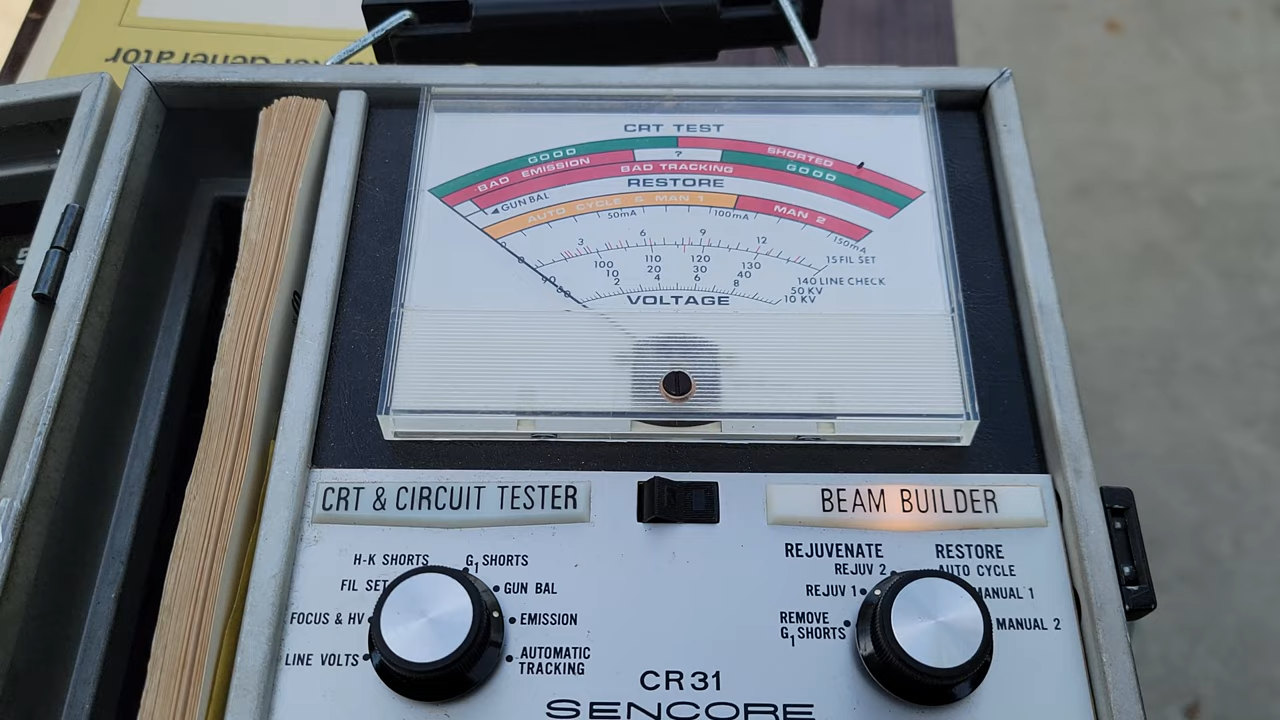 Generator
CRT TEST
GOOD
SHORTED
BAD EMISSION
?
BAD TRACKING
GOOD
RESTORE
◄GUN BAL
AUTO CYCLE & MAN 1
MAN 2
0 50mA 100mA 150mA
0 3 6 9 12 15 FIL SET
100 110 120 130 140 LINE CHECK
10 20 30 40 50 KV
2 4 6 8 10 KV
VOLTAGE
CRT & CIRCUIT TESTER
BEAM BUILDER
H-K SHORTS
G1 SHORTS
FIL SET
GUN BAL
FOCUS & HV
EMISSION
LINE VOLTS
AUTOMATIC
TRACKING
REJUVENATE
RESTORE
REJUV 2
AUTO CYCLE
REJUV 1
MANUAL 1
REMOVE
G1 SHORTS
MANUAL 2
CR31
SENCORE